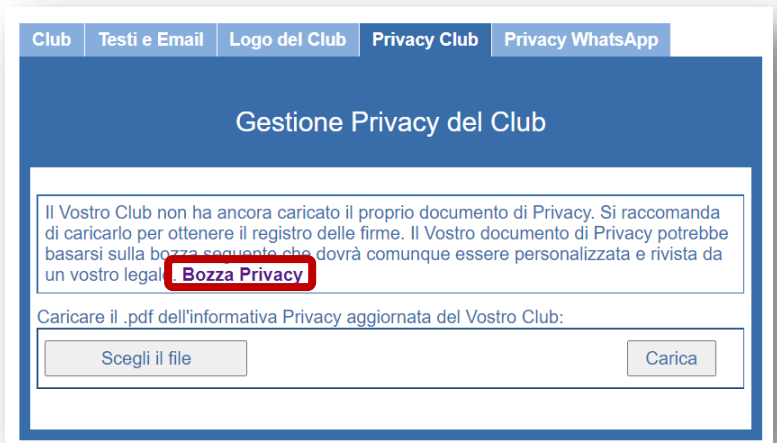 Club Testi e Email Logo del Club Privacy Club Privacy WhatsApp
Gestione Privacy del Club
Il Vostro Club non ha ancora caricato il proprio documento di Privacy. Si raccomanda
di caricarlo per ottenere il registro delle firme. Il Vostro documento di Privacy potrebbe
basarsi sulla bozza seguente che dovrà comunque essere personalizzata e rivista da
un vostro legale. Bozza Privacy
Caricare il .pdf dell'informativa Privacy aggiornata del Vostro Club:
Scegli il file Carica